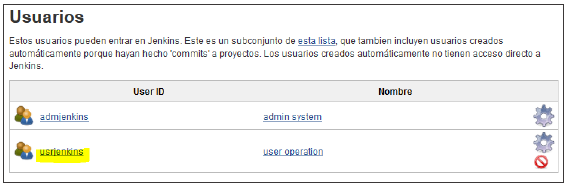 Usuarios
Estos usuarios pueden entrar en Jenkins. Este es un subconjunto de esta lista, que tambien incluyen usuarios creados
automáticamente porque hayan hecho 'commits' a proyectos. Los usuarios creados automáticamente no tienen acceso directo a
Jenkins.
User ID Nombre
admjenkins admin system
usrjenkins user operation